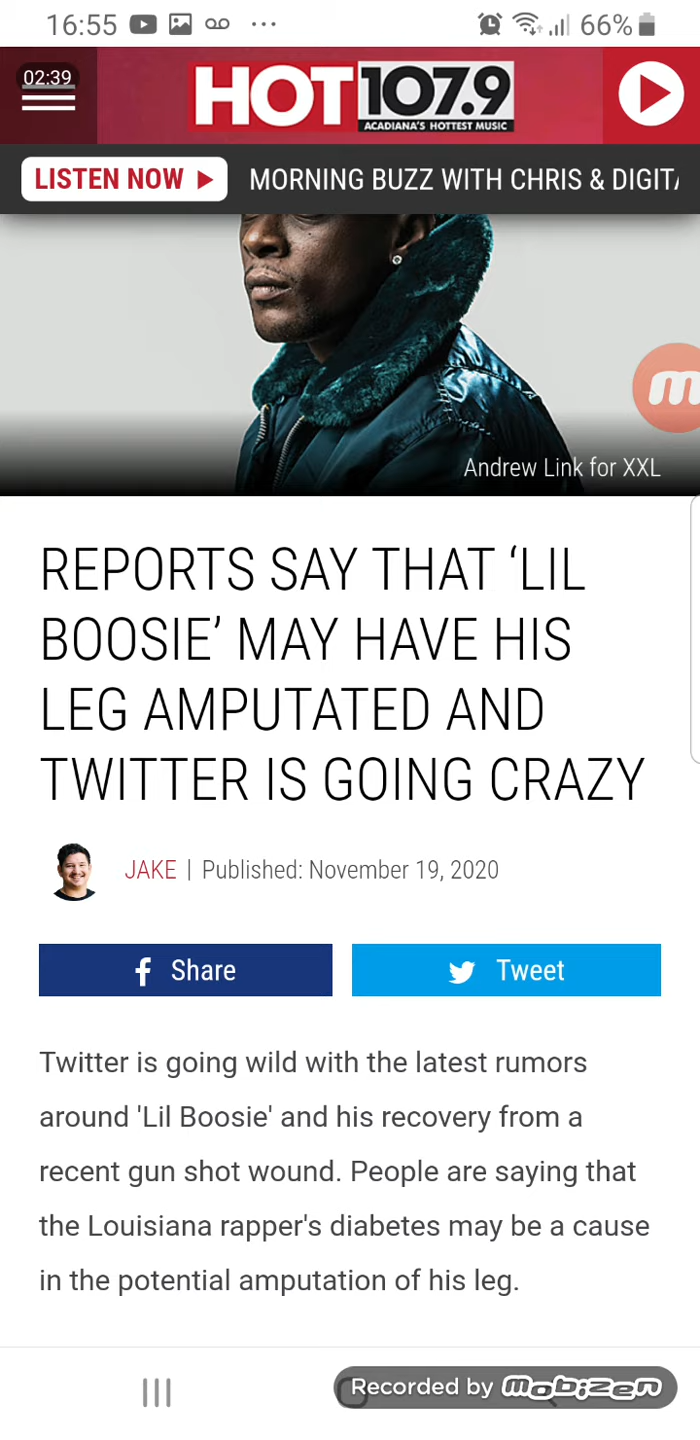 16:55
66%
02:39
HOT 107.9
ACADIANA'S HOTTEST MUSIC
LISTEN NOW
MORNING BUZZ WITH CHRIS &
m
Andrew Link for XXL
REPORTS SAY THAT ‘LIL
BOOSIE’ MAY HAVE HIS
LEG AMPUTATED AND
TWITTER IS GOING CRAZY
JAKE | Published: November 19, 2020
f Share
Tweet
Twitter is going wild with the latest rumors
around 'Lil Boosie' and his recovery from a
recent gun shot wound. People are saying that
the Louisiana rapper's diabetes may be a cause
in the potential amputation of his leg.
Recorded by mobizen